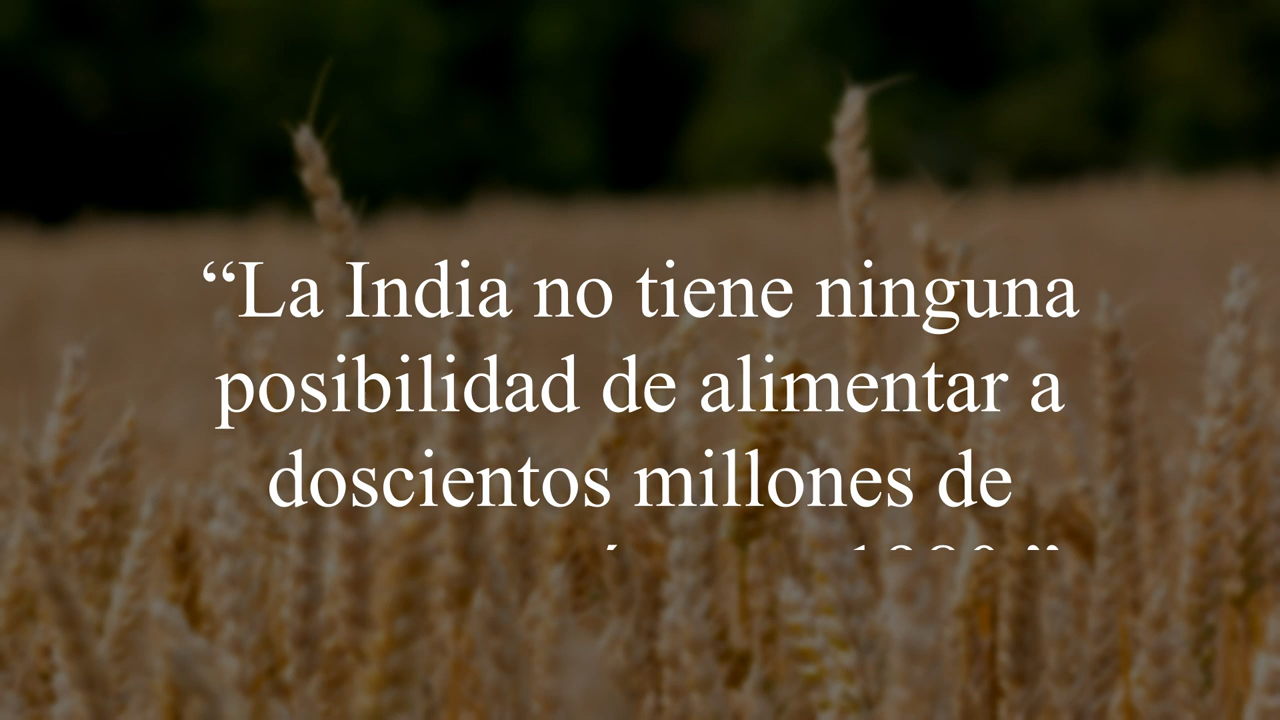 “La India no tiene ninguna
posibilidad de alimentar a
doscientos millones de